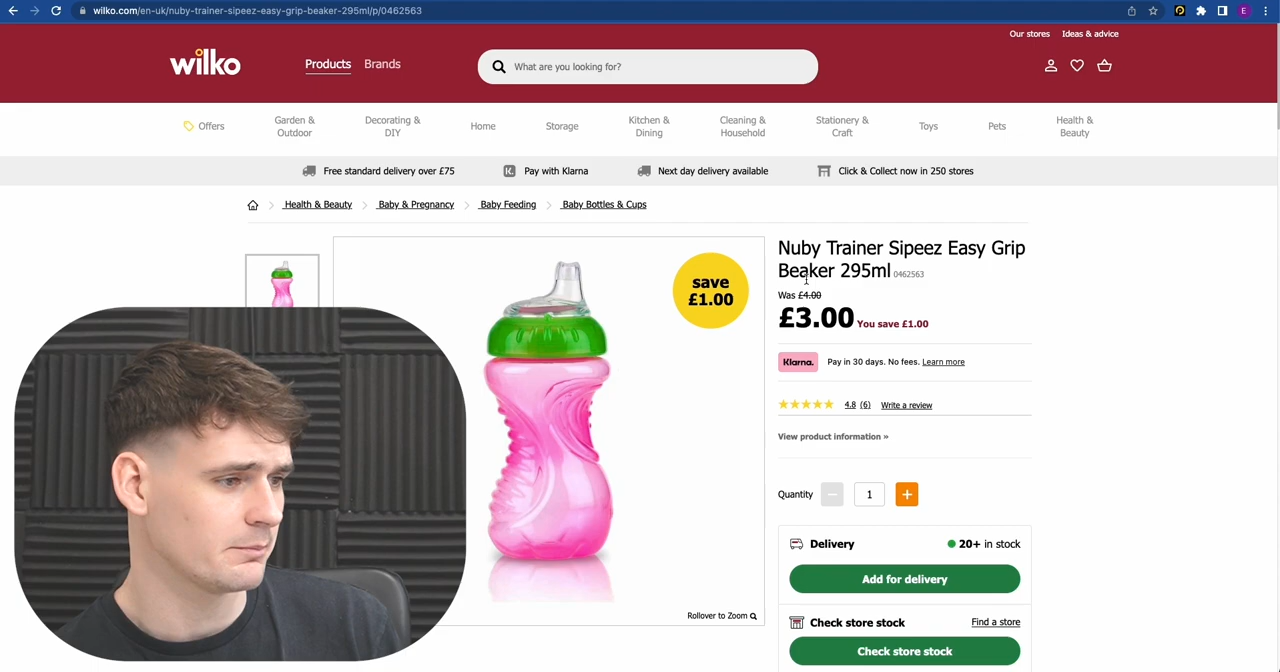 wilko.com/en-uk/nuby-trainer-sipeez-easy-grip-beaker-295ml/p/0462563
E
Our stores
Ideas & advice
wilko
Products
Brands
What are you looking for?
Offers
Garden &
Outdoor
Decorating &
DIY
Home
Storage
Kitchen &
Dining
Cleaning &
Household
Stationery &
Craft
Toys
Pets
Health &
Beauty
Free standard delivery over £75
K.
Pay with Klarna
Next day delivery available
Click & Collect now in 250 stores
Health & Beauty
Baby & Pregnancy
Baby Feeding
Baby Bottles & Cups
save
£1.00
Rollover to Zoom
Nuby Trainer Sipeez Easy Grip
Beaker 295ml 0462563
Was £4.00
£3.00 You save £1.00
Klarna. Pay in 30 days. No fees. Learn more
4.8 (6) Write a review
View product information »
Quantity − 1 +
Delivery
20+ in stock
Add for delivery
Check store stock
Find a store
Check store stock